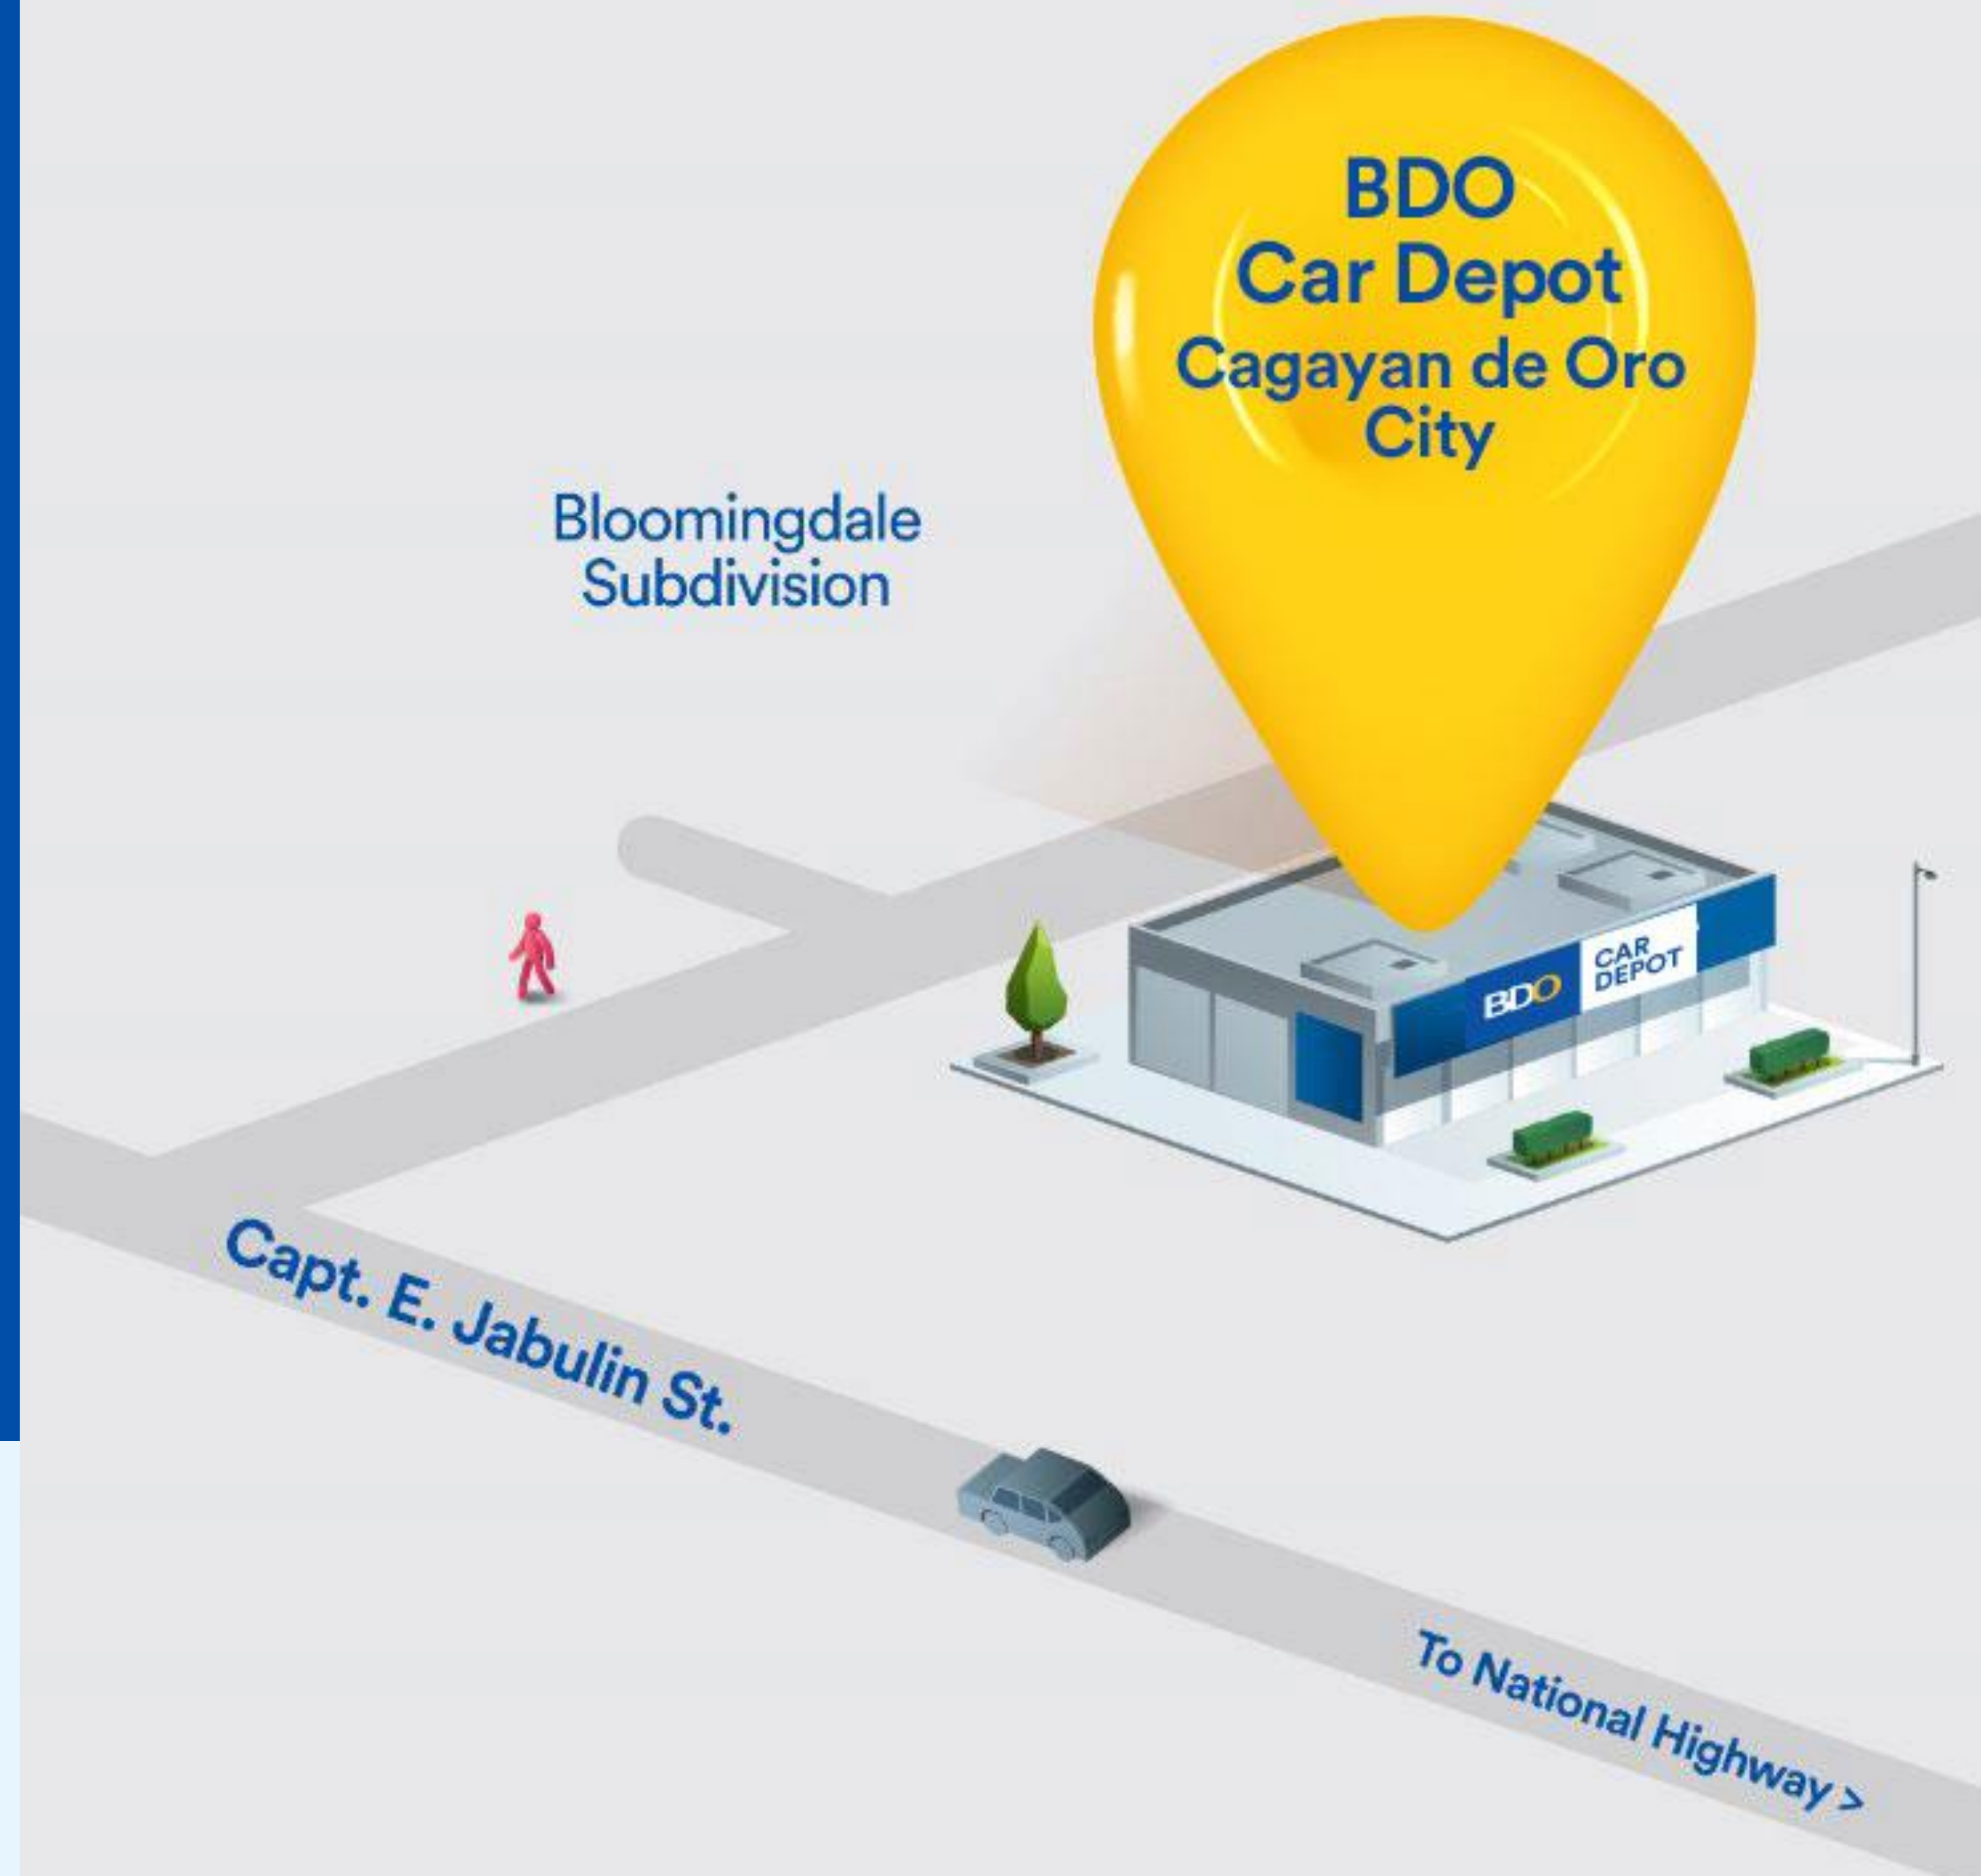 BDO
Car Depot
Cagayan de Oro
City
Bloomingdale
Subdivision
BDO
CAR
DEPOT
Capt. E. Jabulin St.
To National Highway >